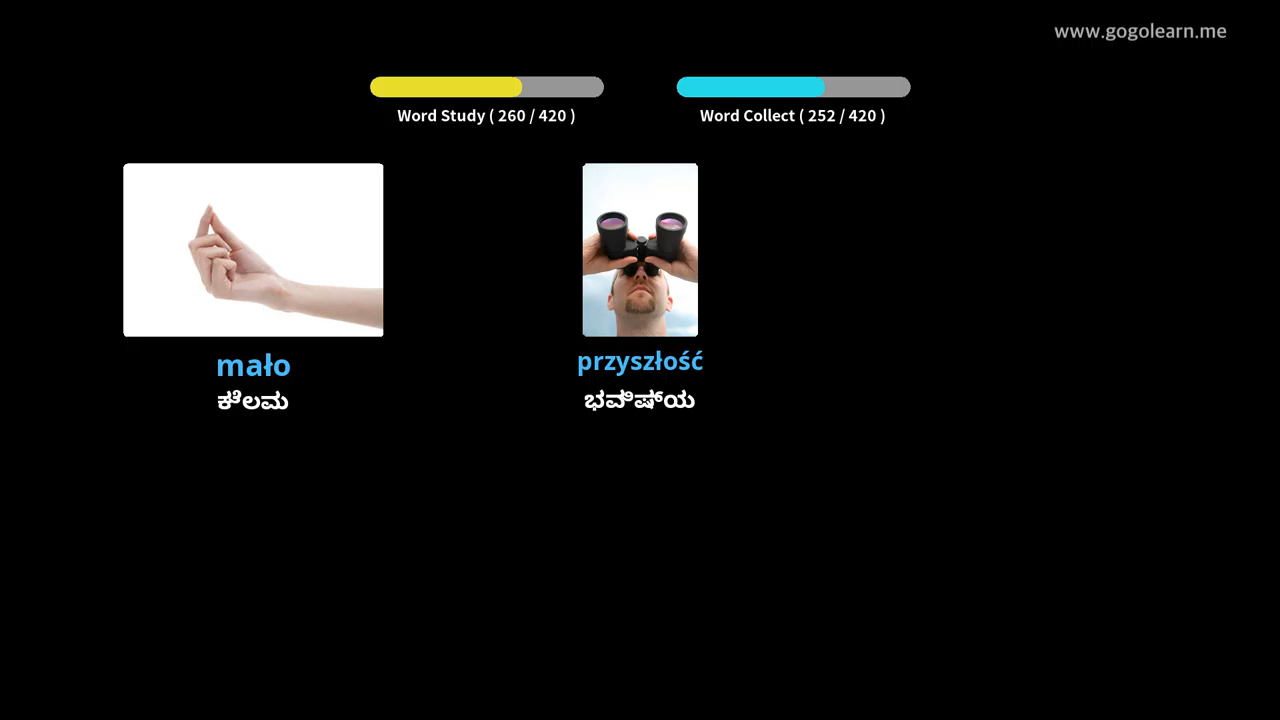 www.gogolearn.me
Word Study ( 260 / 420 )
Word Collect ( 252 / 420 )
mało
ಕೆಲವು
przyszłość
ಭವಿಷ್ಯ